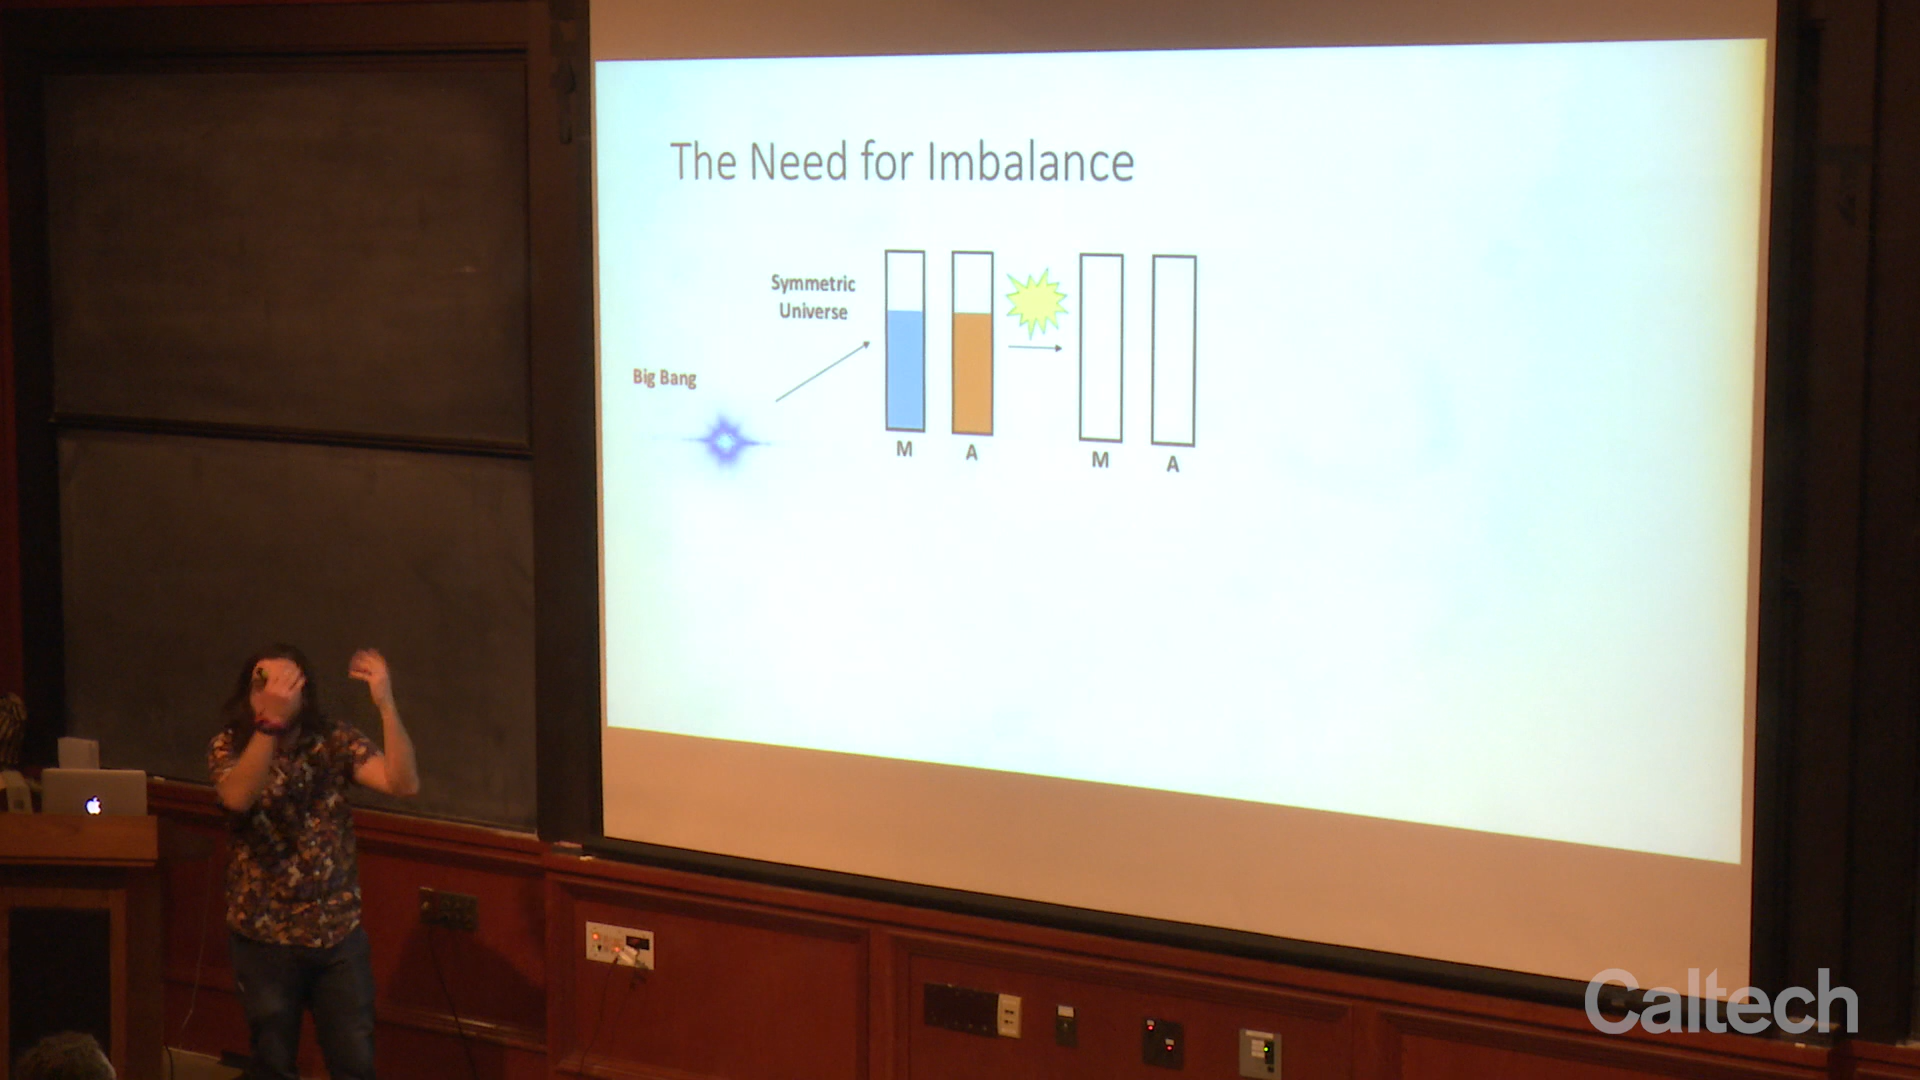 The Need for Imbalance
Symmetric
Universe
Big Bang
M
A
M
A
Caltech